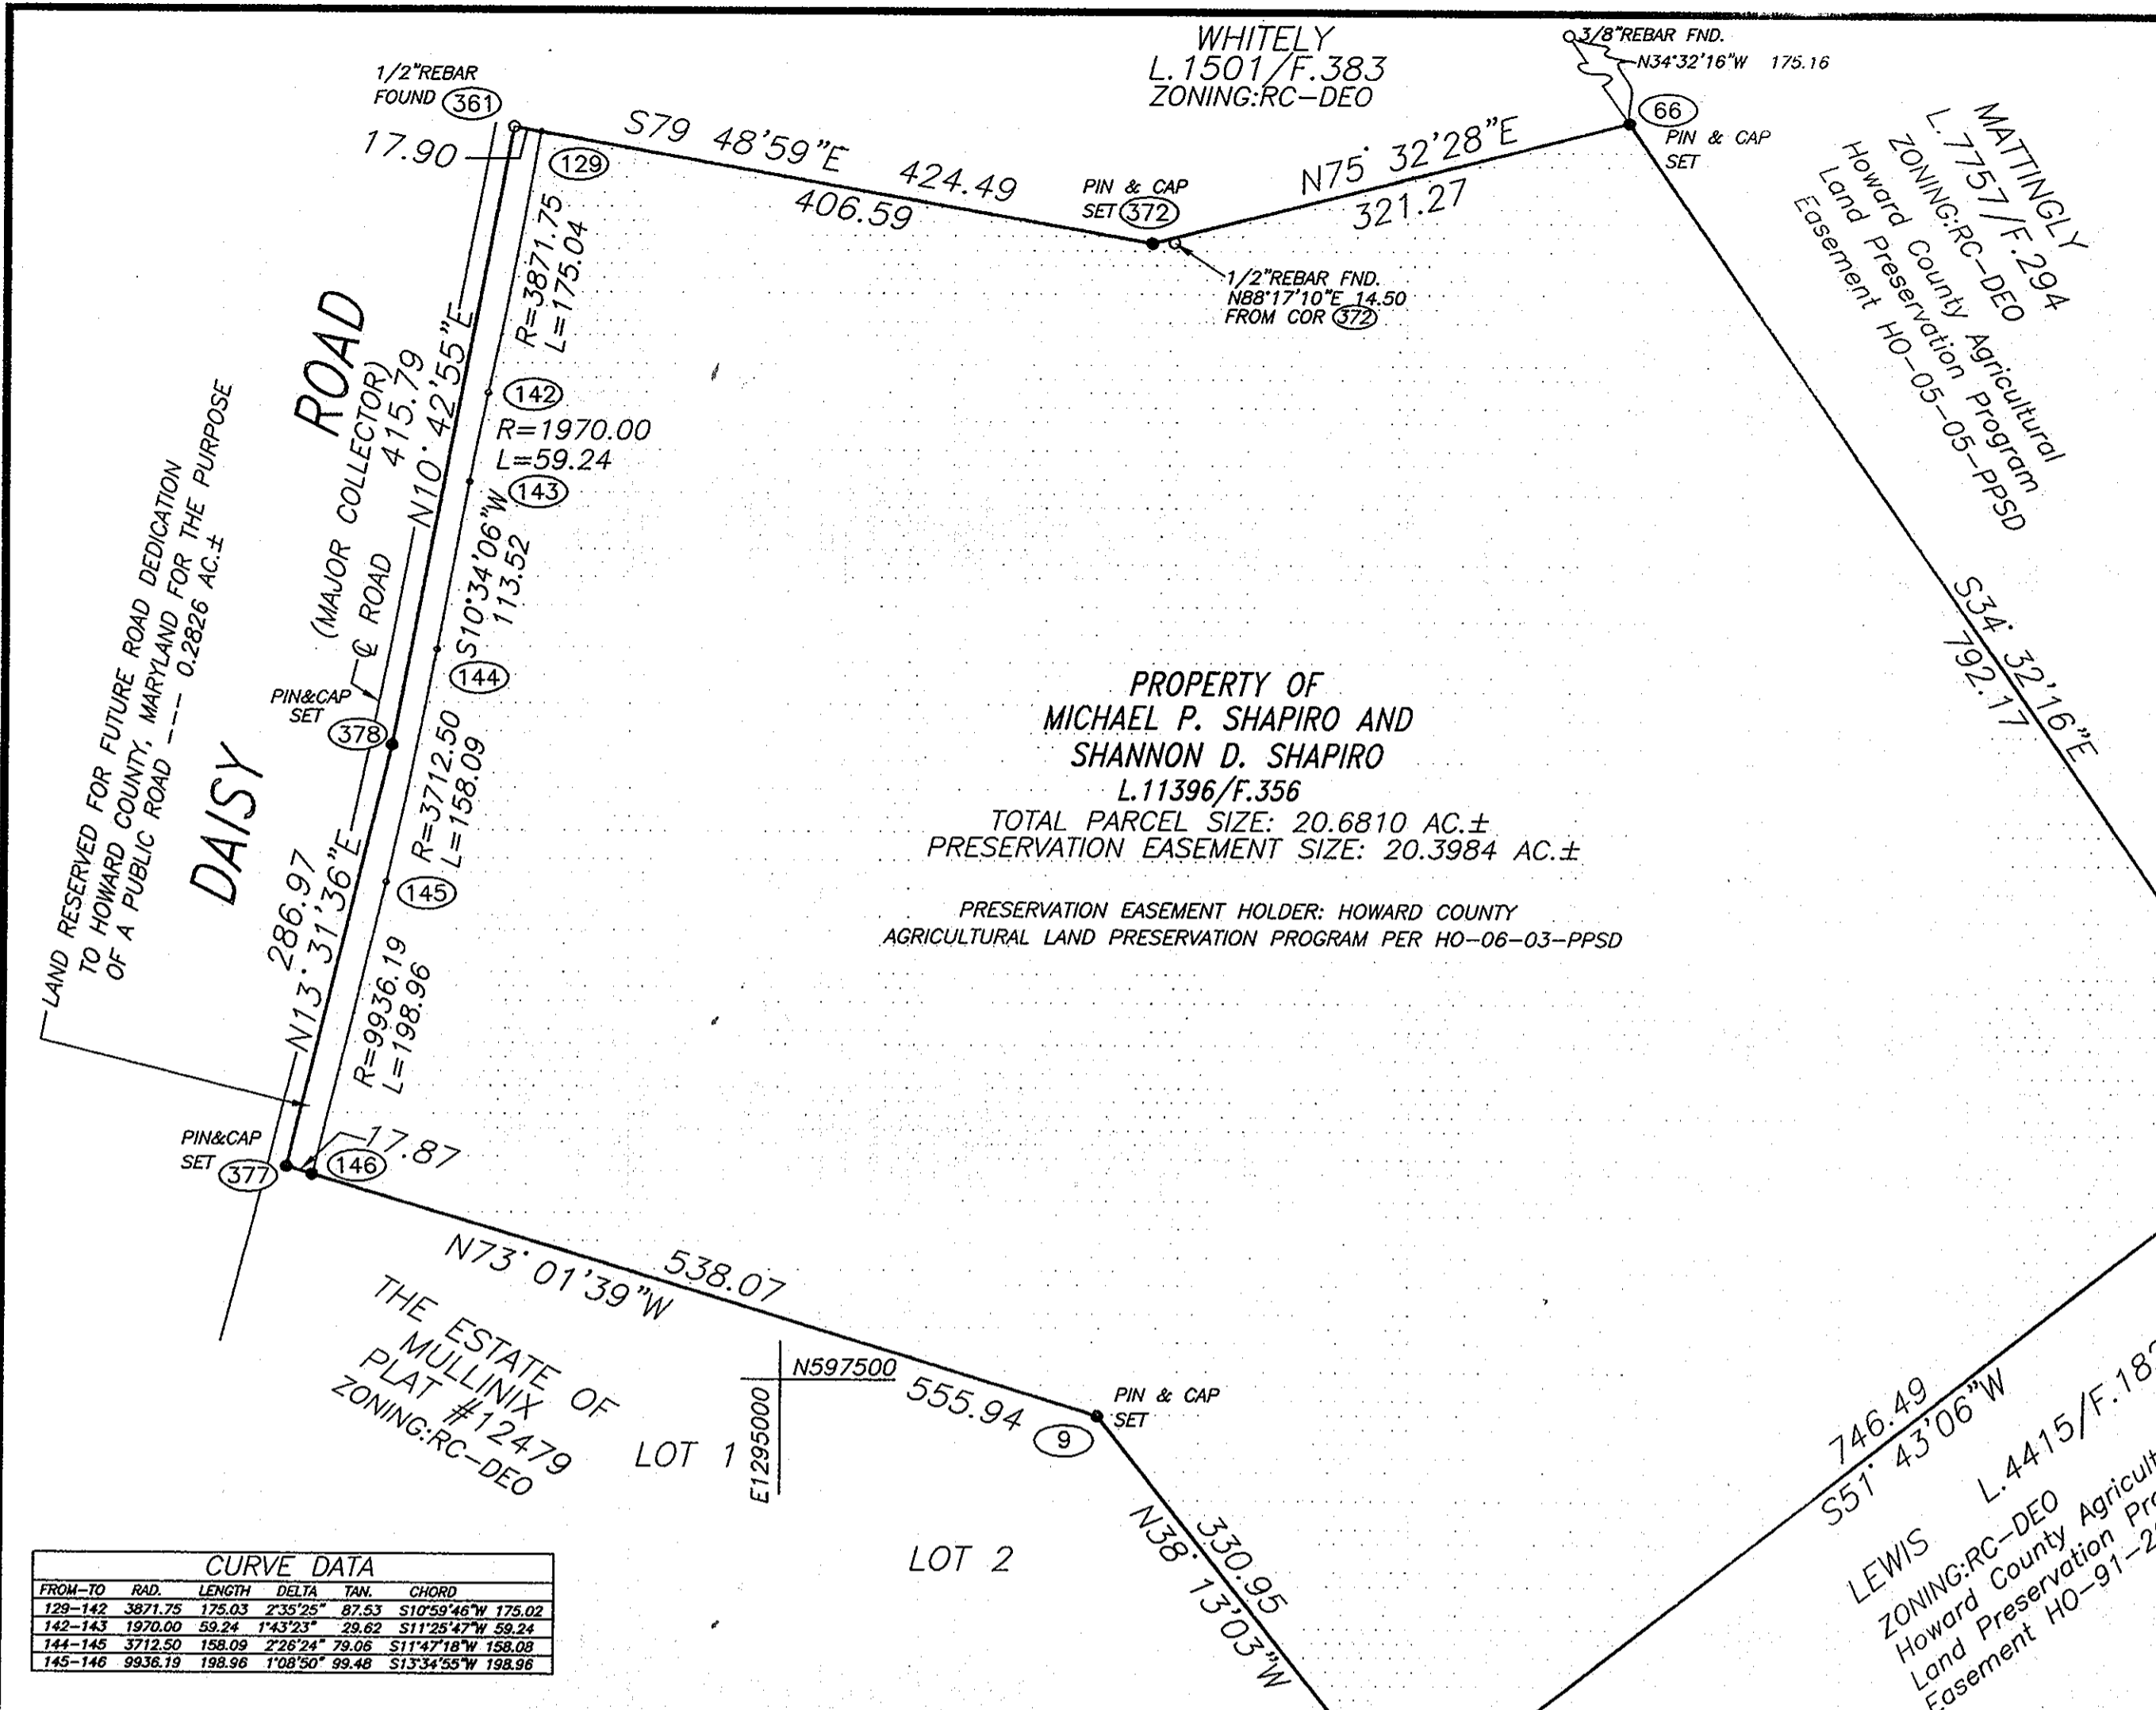 WHITELY
L.1501/F.383
ZONING:RC-DEO
3/8"REBAR FND.
N34°32'16"W 175.16
1/2"REBAR
FOUND 361
17.90
S79 48'59"E 424.49
406.59
129
PIN & CAP
SET 372
N75° 32'28"E
321.27
66
PIN & CAP
SET
1/2"REBAR FND.
N88°17'10"E 14.50
FROM COR 372
MATTINGLY
L.7757/F.294
ZONING:RC-DEO
Howard County Agricultural
Land Preservation Program
Easement HO-05-05-PPSD
S34° 32'16"E
792.17
R=3871.75
L=175.04
142
R=1970.00
L=59.24
143
S10°34'06"W
113.52
144
R=3712.50
L=158.09
145
R=9936.19
L=198.96
DAISY ROAD
(MAJOR COLLECTOR)
415.79
N10° 42'55"E
℄ ROAD
PIN&CAP
SET
378
286.97
N13° 31'36"E
LAND RESERVED FOR FUTURE ROAD DEDICATION
TO HOWARD COUNTY, MARYLAND FOR THE PURPOSE
OF A PUBLIC ROAD ---- 0.2826 AC.±
PROPERTY OF
MICHAEL P. SHAPIRO AND
SHANNON D. SHAPIRO
L.11396/F.356
TOTAL PARCEL SIZE: 20.6810 AC.±
PRESERVATION EASEMENT SIZE: 20.3984 AC.±
PRESERVATION EASEMENT HOLDER: HOWARD COUNTY
AGRICULTURAL LAND PRESERVATION PROGRAM PER HO-06-03-PPSD
PIN&CAP
SET 377
146
17.87
N73° 01'39"W
538.07
555.94
THE ESTATE OF
MULLINIX
PLAT #12479
ZONING:RC-DEO
LOT 1
N597500
E1295000
PIN & CAP
SET
9
LOT 2
330.95
N38° 13'03"W
746.49
S51° 43'06"W
LEWIS L.4415/F.18
ZONING:RC-DEO
Howard County Agricult
Land Preservation Pro
Easement HO-91-2
CURVE DATA
FROM-TO RAD. LENGTH DELTA TAN. CHORD
129-142 3871.75 175.03 2°35'25" 87.53 S10°59'46"W 175.02
142-143 1970.00 59.24 1°43'23" 29.62 S11°25'47"W 59.24
144-145 3712.50 158.09 2°26'24" 79.06 S11°47'18"W 158.08
145-146 9936.19 198.96 1°08'50" 99.48 S13°34'55"W 198.96